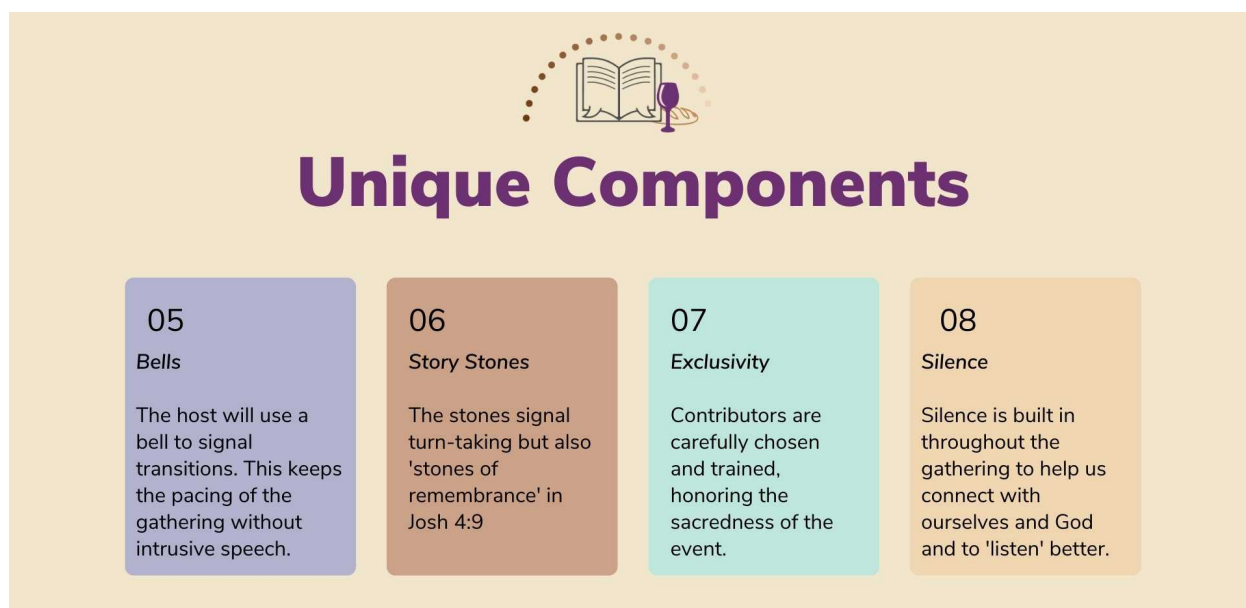 Unique Components
05
Bells
The host will use a
bell to signal
transitions. This keeps
the pacing of the
gathering without
intrusive speech.
06
Story Stones
The stones signal
turn-taking but also
'stones of
remembrance' in
Josh 4:9
07
Exclusivity
Contributors are
carefully chosen
and trained,
honoring the
sacredness of the
event.
08
Silence
Silence is built in
throughout the
gathering to help us
connect with
ourselves and God
and to 'listen' better.